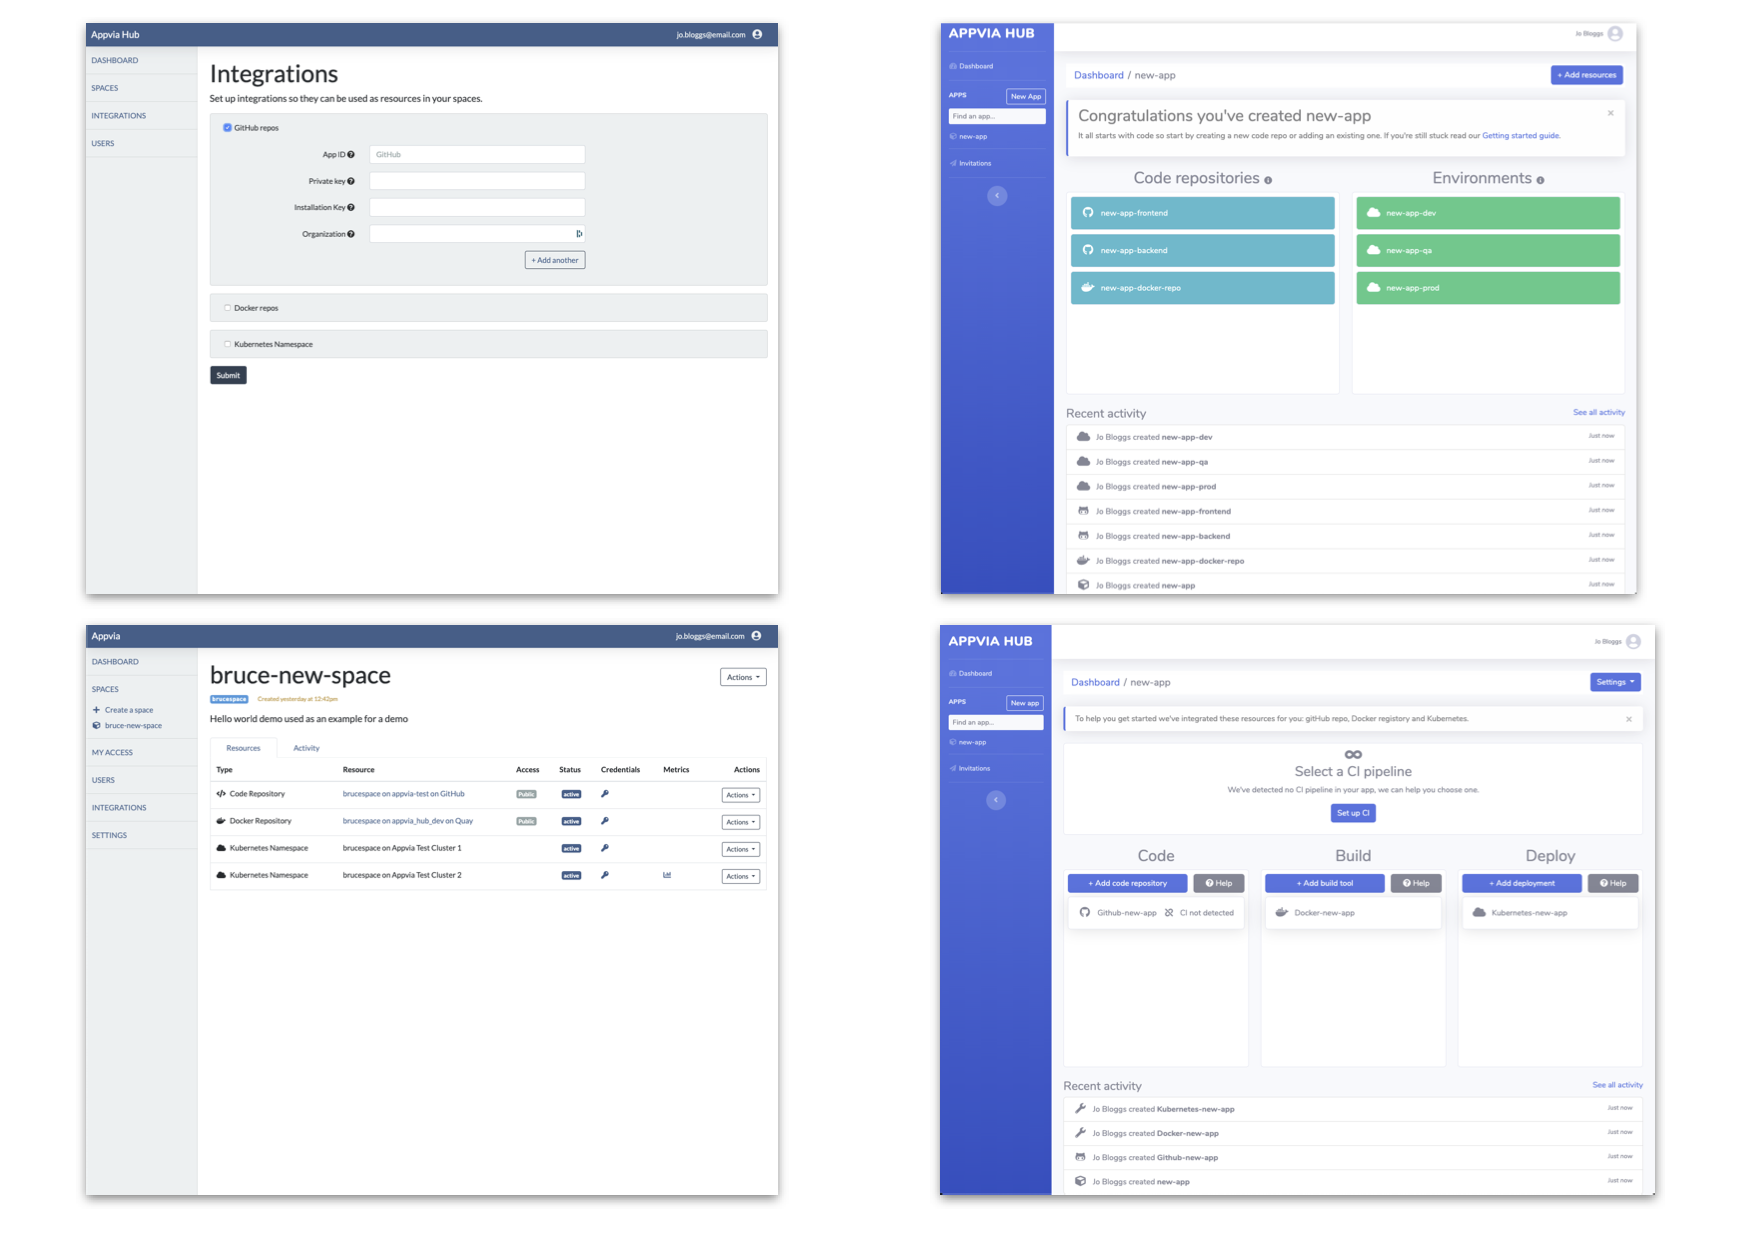 Appvia Hub
jo.bloggs@email.com
DASHBOARD
SPACES
INTEGRATIONS
USERS
Integrations
Set up integrations so they can be used as resources in your spaces.
GitHub repos
App ID
GitHub
Private key
Installation Key
Organization
+ Add another
Docker repos
Kubernetes Namespace
Submit
APPVIA HUB
Jo Bloggs
Dashboard
APPS
New App
Find an app...
new-app
Invitations
Dashboard / new-app
+ Add resources
Congratulations you've created new-app
It all starts with code so start by creating a new code repo or adding an existing one. If you're still stuck read our Getting started guide.
Code repositories
new-app-frontend
new-app-backend
new-app-docker-repo
Environments
new-app-dev
new-app-qa
new-app-prod
Recent activity
See all activity
Jo Bloggs created new-app-dev Just now
Jo Bloggs created new-app-qa Just now
Jo Bloggs created new-app-prod Just now
Jo Bloggs created new-app-frontend Just now
Jo Bloggs created new-app-backend Just now
Jo Bloggs created new-app-docker-repo Just now
Jo Bloggs created new-app Just now
Appvia
jo.bloggs@email.com
DASHBOARD
SPACES
Create a space
bruce-new-space
MY ACCESS
USERS
INTEGRATIONS
SETTINGS
bruce-new-space
Actions
brucespace Created yesterday at 12:42pm
Hello world demo used as an example for a demo
Resources Activity
Type Resource Access Status Credentials Metrics Actions
Code Repository brucespace on appvia-test on GitHub Public active Actions
Docker Repository brucespace on appvia_hub_dev on Quay Public active Actions
Kubernetes Namespace brucespace on Appvia Test Cluster 1 active Actions
Kubernetes Namespace brucespace on Appvia Test Cluster 2 active Actions
APPVIA HUB
Jo Bloggs
Dashboard
APPS
New app
Find an app...
new-app
Invitations
Dashboard / new-app
Settings
To help you get started we've integrated these resources for you: gitHub repo, Docker registory and Kubernetes.
Select a CI pipeline
We've detected no CI pipeline in your app, we can help you choose one.
Set up CI
Code
+ Add code repository Help
Github-new-app CI not detected
Build
+ Add build tool Help
Docker-new-app
Deploy
+ Add deployment Help
Kubernetes-new-app
Recent activity
See all activity
Jo Bloggs created Kubernetes-new-app Just now
Jo Bloggs created Docker-new-app Just now
Jo Bloggs created Github-new-app Just now
Jo Bloggs created new-app Just now